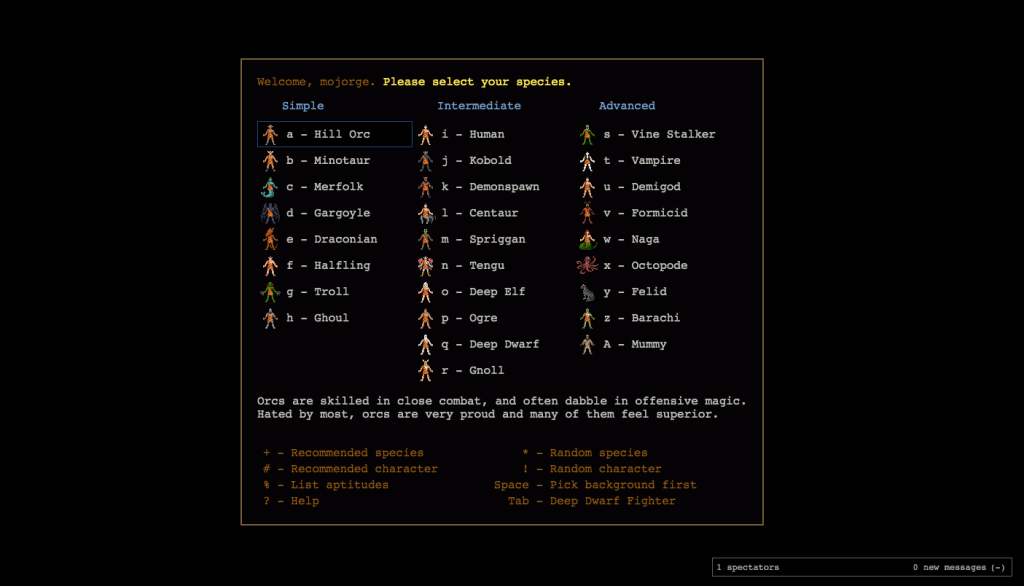 Welcome, mojorge. Please select your species.
Simple Intermediate Advanced
a - Hill Orc i - Human s - Vine Stalker
b - Minotaur j - Kobold t - Vampire
c - Merfolk k - Demonspawn u - Demigod
d - Gargoyle l - Centaur v - Formicid
e - Draconian m - Spriggan w - Naga
f - Halfling n - Tengu x - Octopode
g - Troll o - Deep Elf y - Felid
h - Ghoul p - Ogre z - Barachi
q - Deep Dwarf A - Mummy
r - Gnoll
Orcs are skilled in close combat, and often dabble in offensive magic.
Hated by most, orcs are very proud and many of them feel superior.
+ - Recommended species * - Random species
# - Recommended character ! - Random character
% - List aptitudes Space - Pick background first
? - Help Tab - Deep Dwarf Fighter
1 spectators 0 new messages (-)